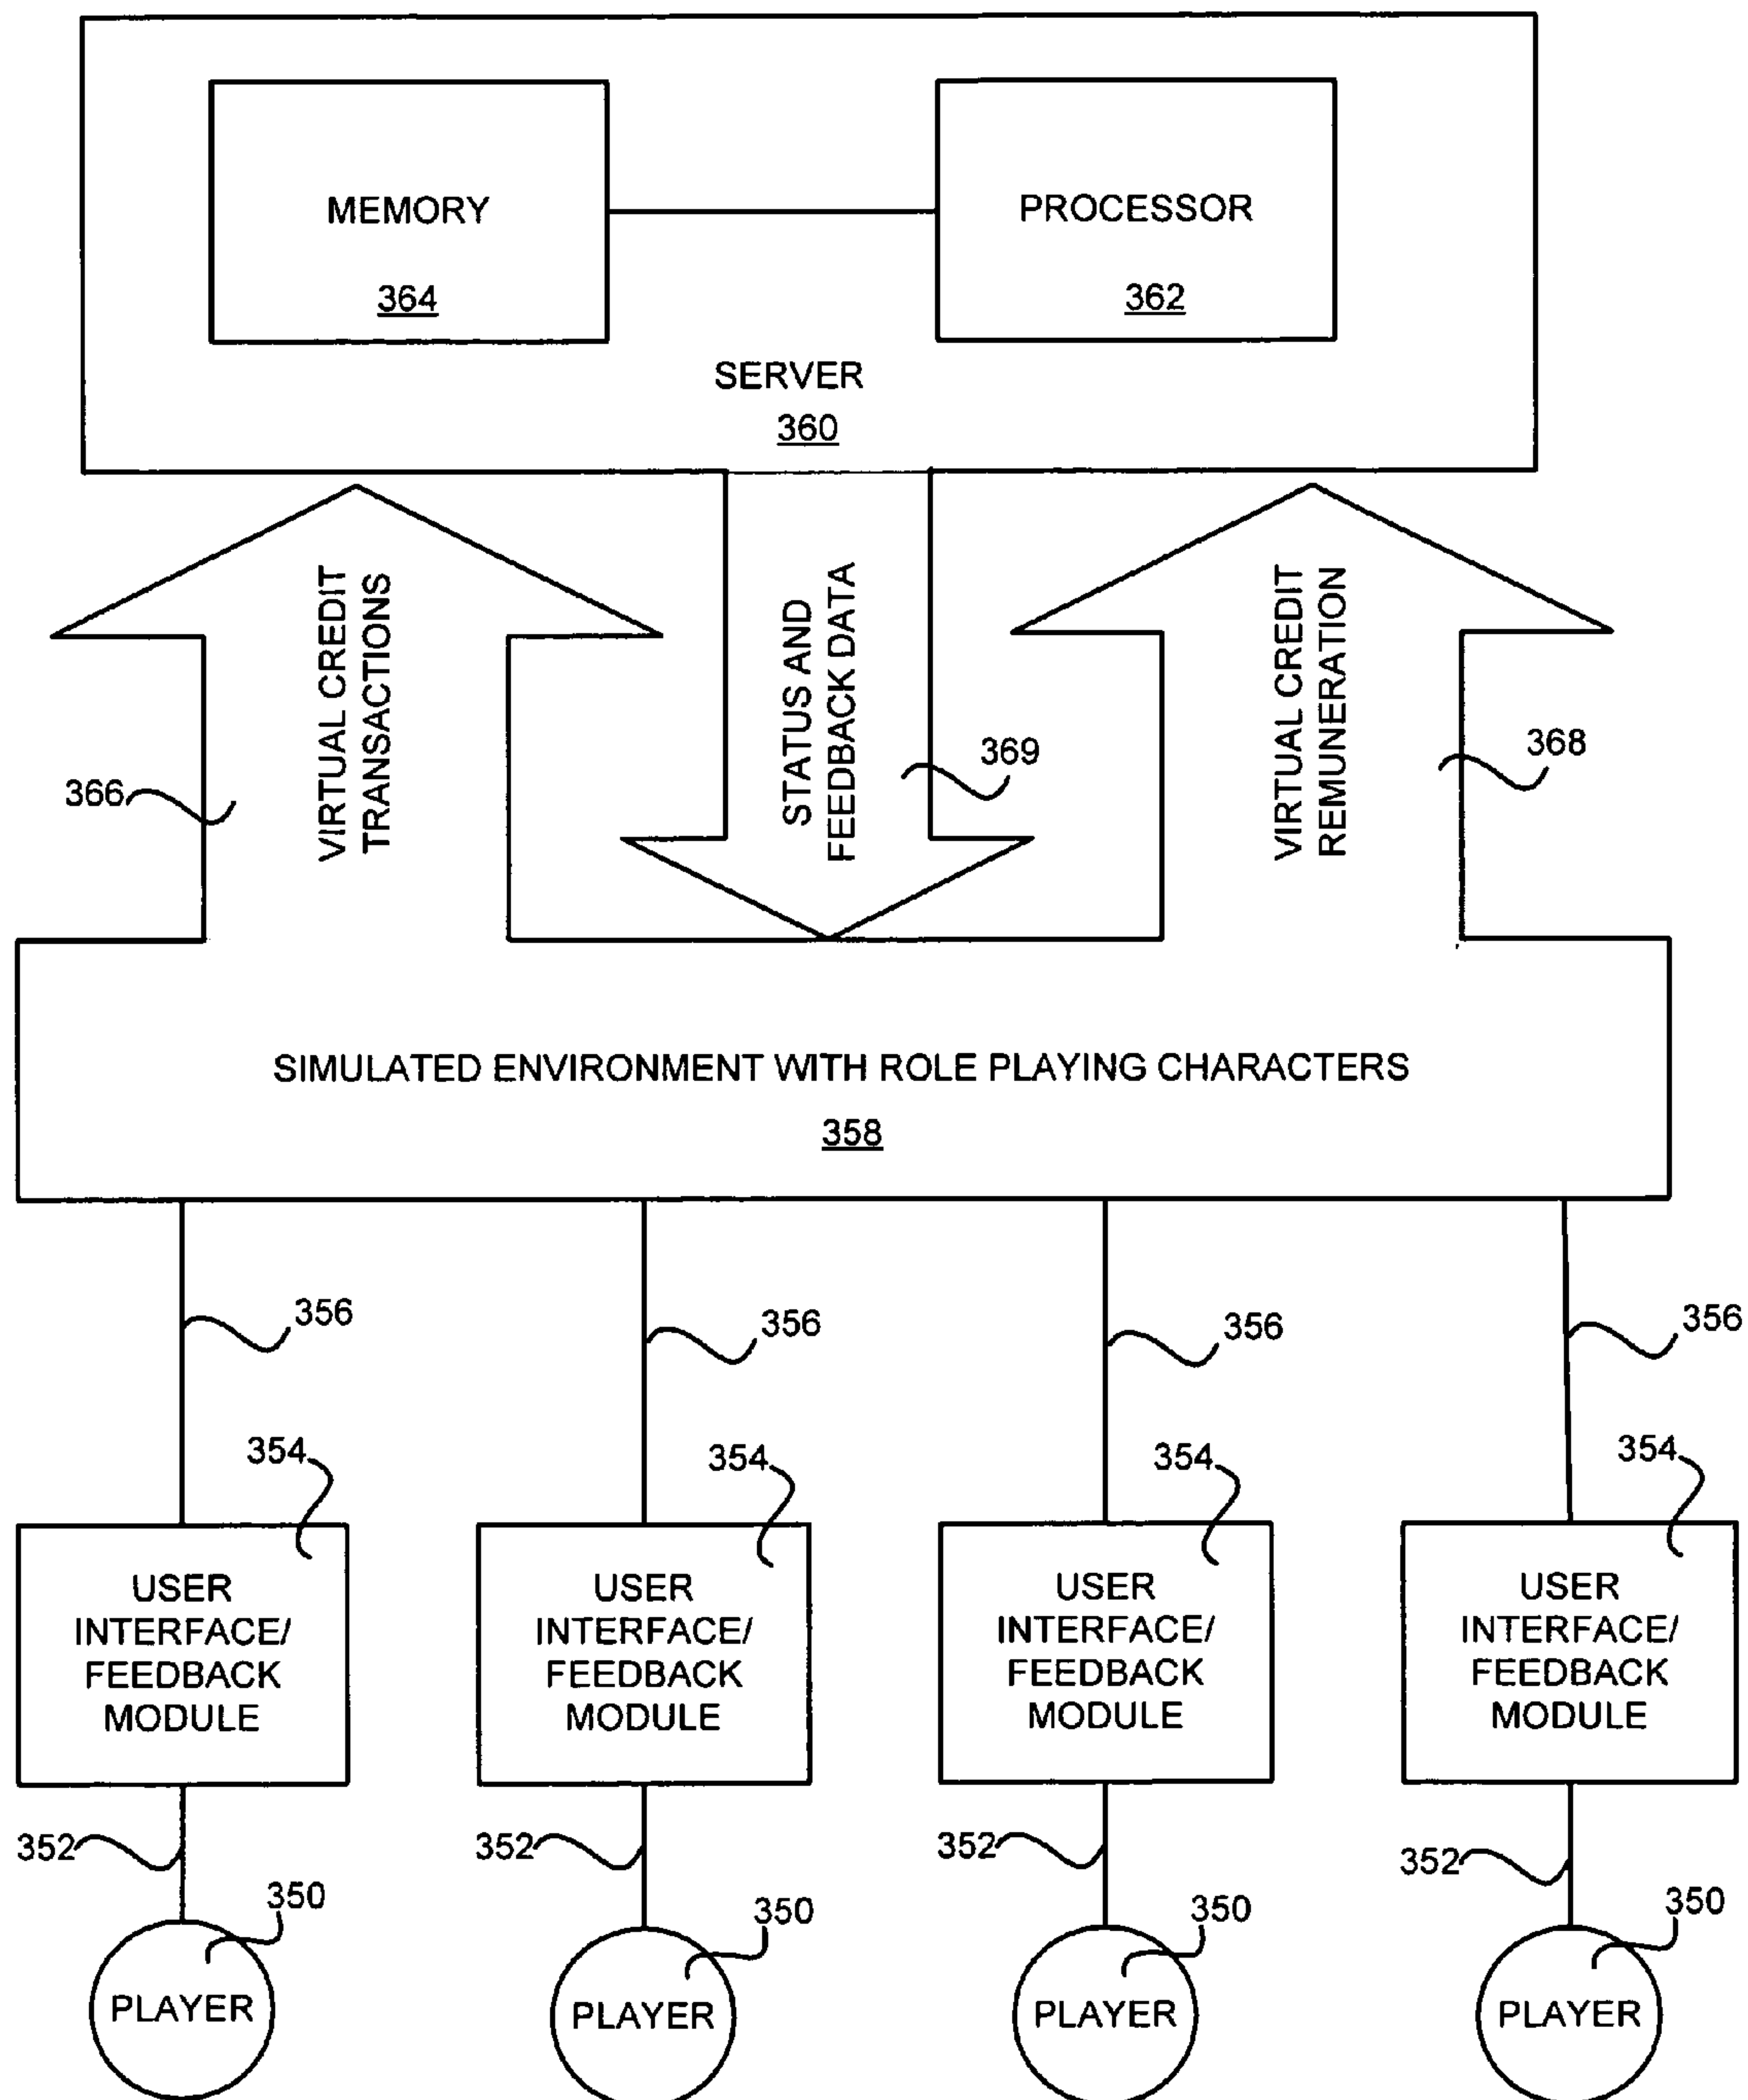 MEMORY
364
PROCESSOR
362
SERVER
360
VIRTUAL CREDIT
TRANSACTIONS
366
STATUS AND
FEEDBACK DATA
369
VIRTUAL CREDIT
REMUNERATION
368
SIMULATED ENVIRONMENT WITH ROLE PLAYING CHARACTERS
358
356
356
356
356
354
354
354
354
USER
INTERFACE/
FEEDBACK
MODULE
USER
INTERFACE/
FEEDBACK
MODULE
USER
INTERFACE/
FEEDBACK
MODULE
USER
INTERFACE/
FEEDBACK
MODULE
352
352
352
352
350
350
350
350
PLAYER
PLAYER
PLAYER
PLAYER